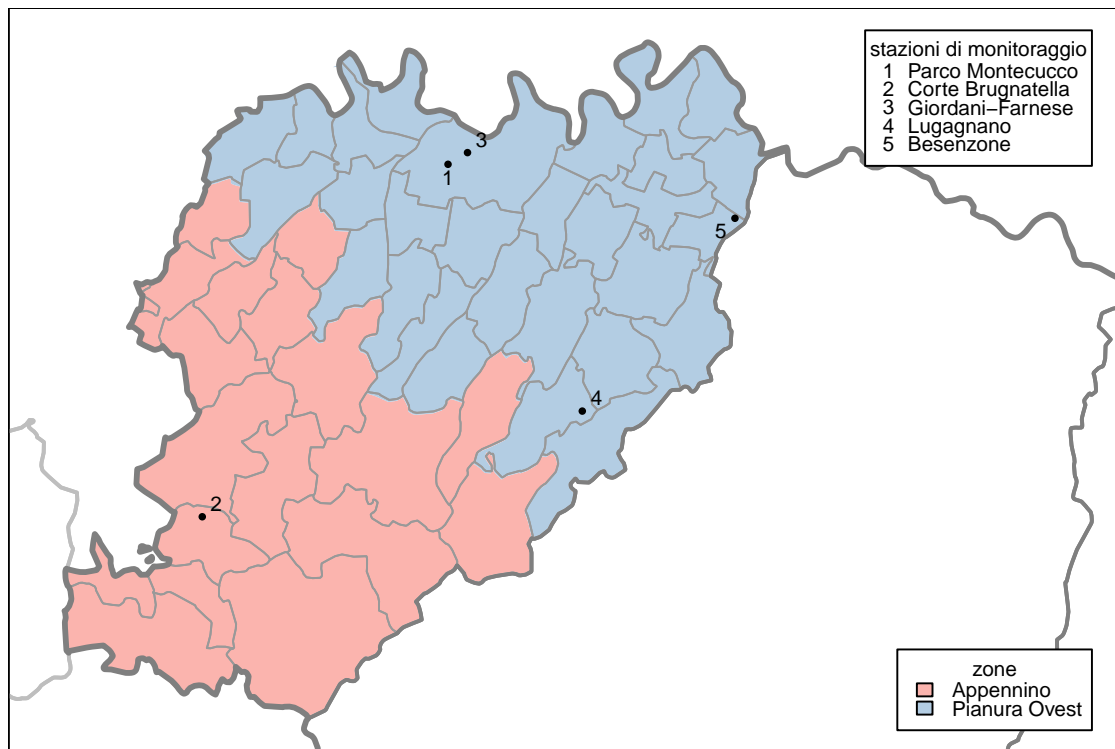 stazioni di monitoraggio
1 Parco Montecucco
2 Corte Brugnatella
3 Giordani−Farnese
4 Lugagnano
5 Besenzone
3
1
5
4
2
zone
Appennino
Pianura Ovest